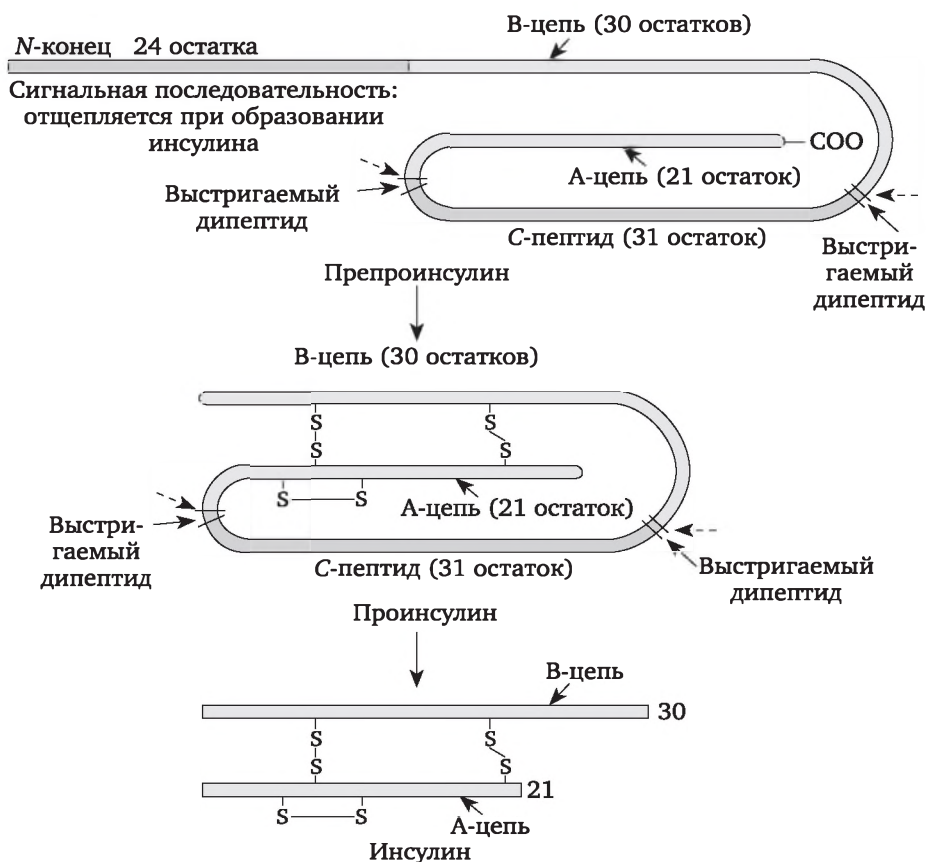 В-цепь (30 остатков)
N-конец 24 остатка
Сигнальная последовательность:
отщепляется при образовании
инсулина
COO
А-цепь (21 остаток)
Выстригаемый
дипептид
С-пептид (31 остаток)
Выстри-
гаемый
дипептид
Препроинсулин
В-цепь (30 остатков)
S
S
S
S
S
S
А-цепь (21 остаток)
Выстри-
гаемый
дипептид
С-пептид (31 остаток)
Выстригаемый
дипептид
Проинсулин
В-цепь
30
S
S
S
S
21
S
S
А-цепь
Инсулин